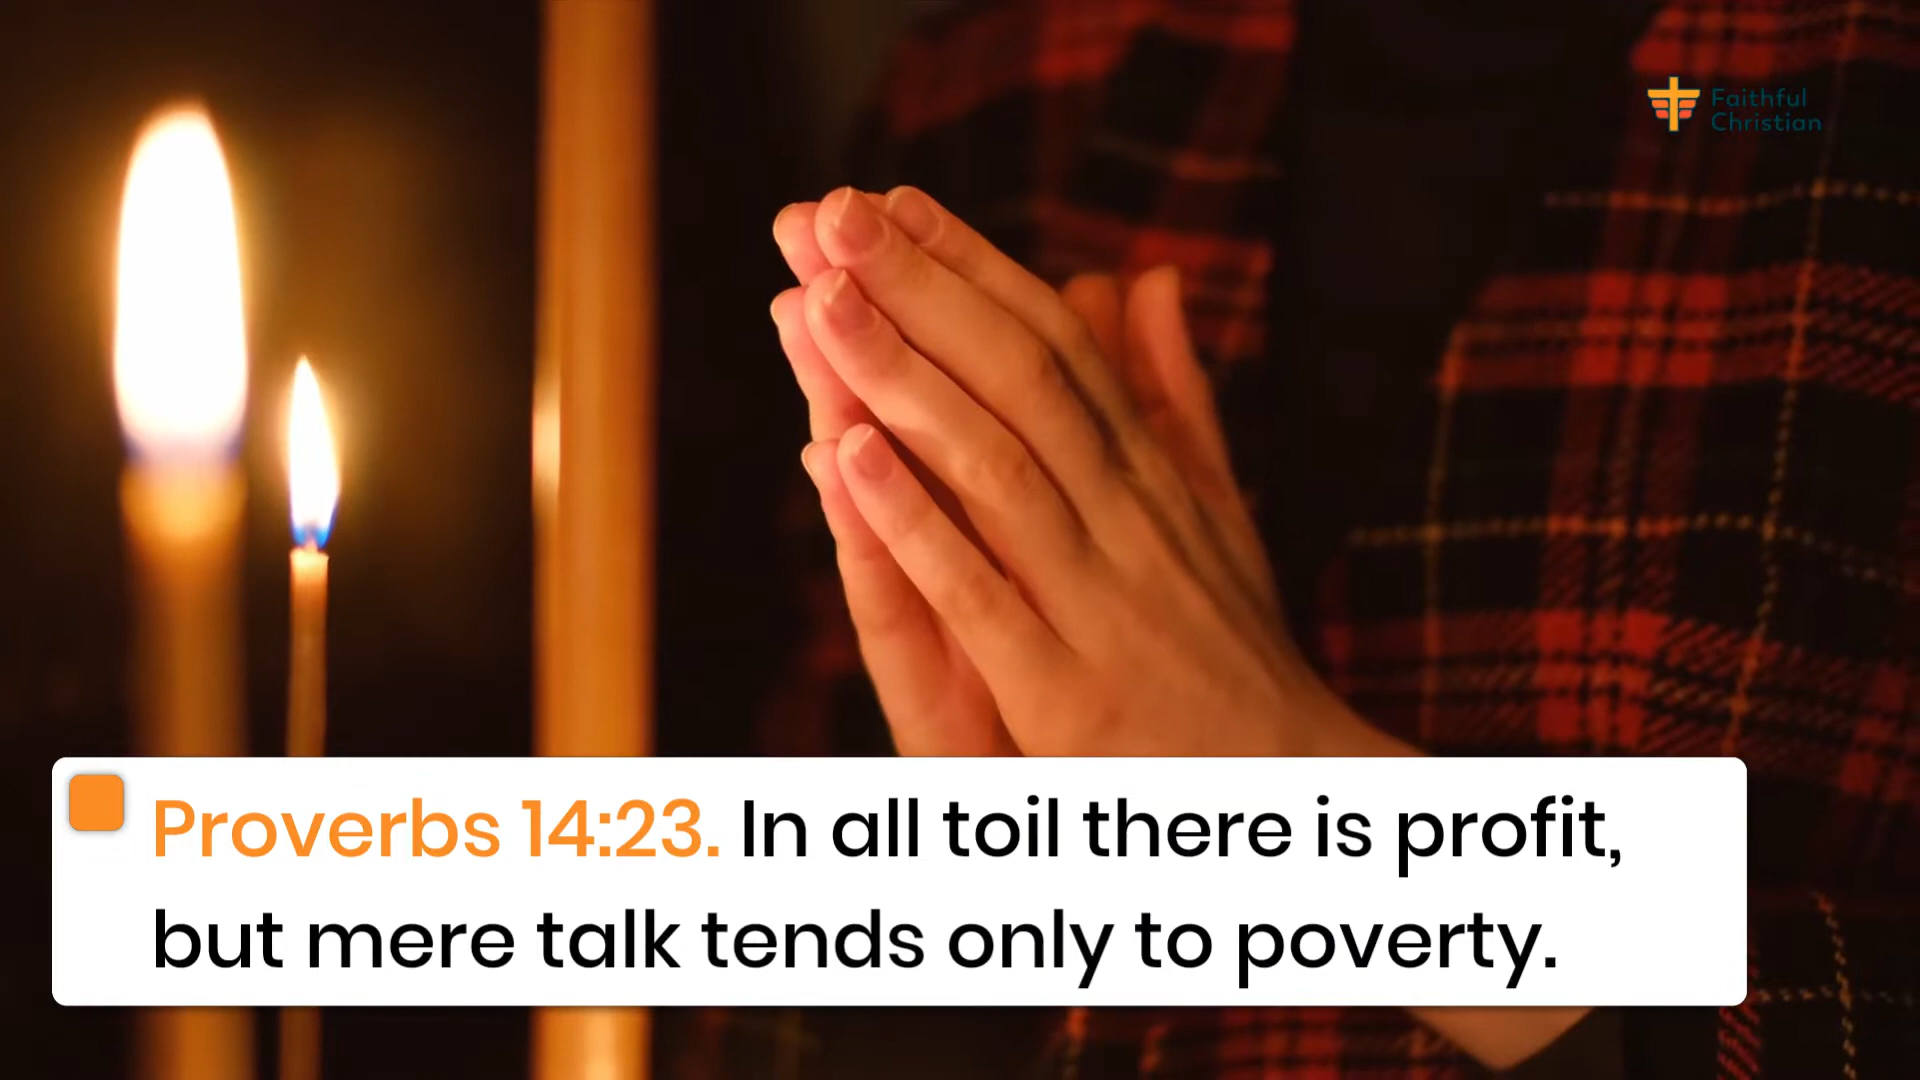 Faithful
Christian
Proverbs 14:23. In all toil there is profit,
but mere talk tends only to poverty.